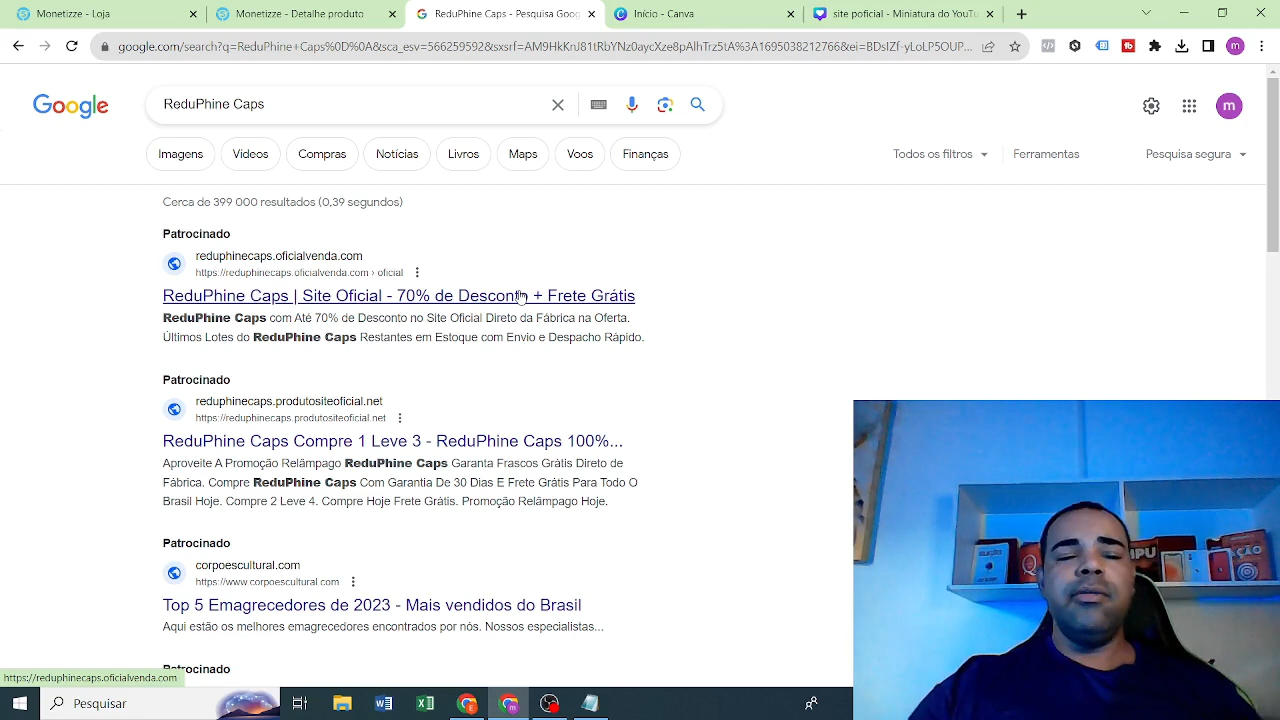 Monetizze - Loja
Monetizze - Detalhe produto
ReduPhine Caps - Pesquisa Goog
Início - Canva
site poficial - Miniatura do YouTu
google.com/search?q=ReduPhine+Caps%0D%0A&sca_esv=566259592&sxsrf=
Google
ReduPhine Caps
m
Imagens
Vídeos
Compras
Notícias
Livros
Maps
Voos
Finanças
Todos os filtros
Ferramentas
Pesquisa segura
Cerca de 399 000 resultados (0,39 segundos)
Patrocinado
reduphinecaps.oficialvenda.com
https://reduphinecaps.oficialvenda.com › oficial
ReduPhine Caps | Site Oficial - 70% de Desconto + Frete Grátis
ReduPhine Caps com Até 70% de Desconto no Site Oficial Direto da Fábrica na Oferta.
Últimos Lotes do ReduPhine Caps Restantes em Estoque com Envio e Despacho Rápido.
Patrocinado
reduphinecaps.produtositeoficial.net
https://reduphinecaps.produtositeoficial.net
ReduPhine Caps Compre 1 Leve 3 - ReduPhine Caps 100%...
Aproveite A Promoção Relâmpago ReduPhine Caps Garanta Frascos Grátis Direto de
Fábrica. Compre ReduPhine Caps Com Garantia De 30 Dias E Frete Grátis Para Todo O
Brasil Hoje. Compre 2 Leve 4. Compre Hoje Frete Grátis. Promoção Relâmpago Hoje.
Patrocinado
corpoescultural.com
https://www.corpoescultural.com
Top 5 Emagrecedores de 2023 - Mais vendidos do Brasil
Aqui estão os melhores emagrecedores encontrados por nós. Nossos especialistas...
Patrocinado
https://reduphinecaps.oficialvenda.com
Pesquisar